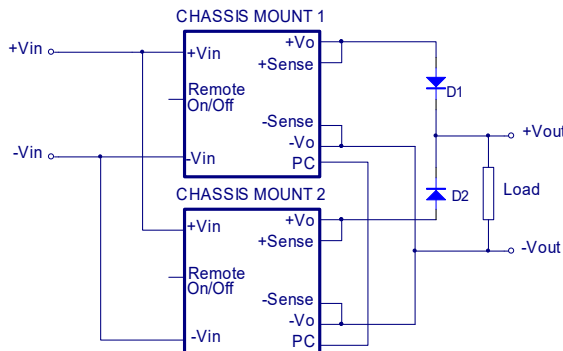 CHASSIS MOUNT 1
+Vin
+Vin
+Vo
+Sense
Remote
On/Off
D1
-Sense
-Vo
+Vout
-Vin
-Vin
PC
Load
CHASSIS MOUNT 2
D2
+Vin
+Vo
+Sense
-Vout
Remote
On/Off
-Sense
-Vo
-Vin
PC